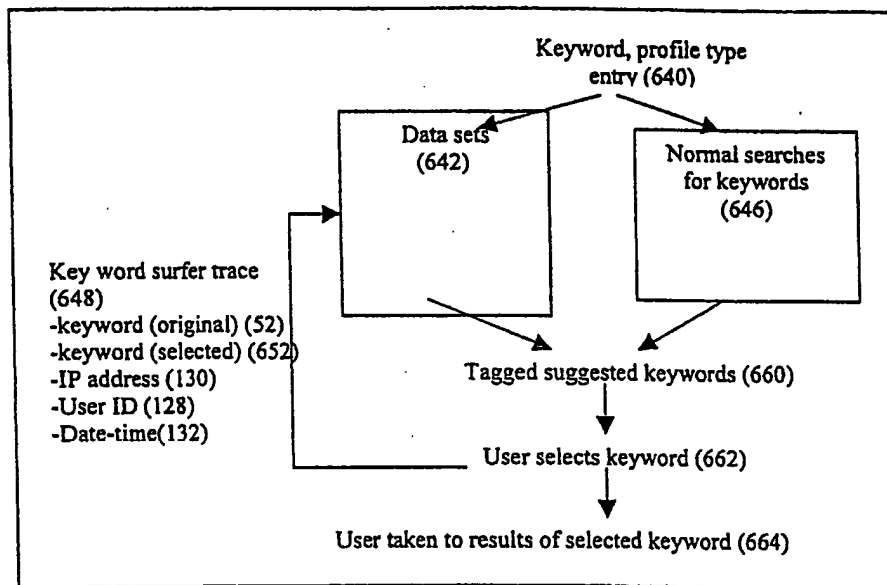 Keyword, profile type
entry (640)
Data sets
(642)
Normal searches
for keywords
(646)
Key word surfer trace
(648)
-keyword (original) (52)
-keyword (selected) (652)
-IP address (130)
-User ID (128)
-Date-time(132)
Tagged suggested keywords (660)
User selects keyword (662)
User taken to results of selected keyword (664)